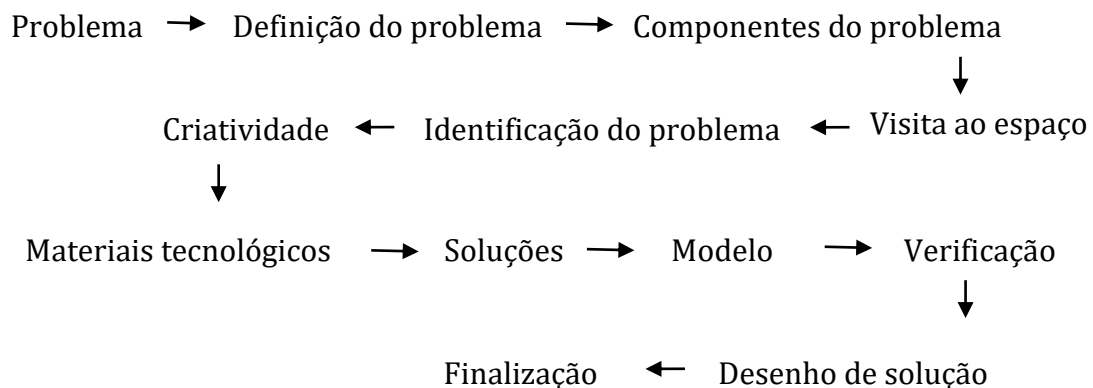 Problema Definição do problema Componentes do problema
Criatividade Identificação do problema Visita ao espaço
Materiais tecnológicos Soluções Modelo Verificação
Finalização Desenho de solução